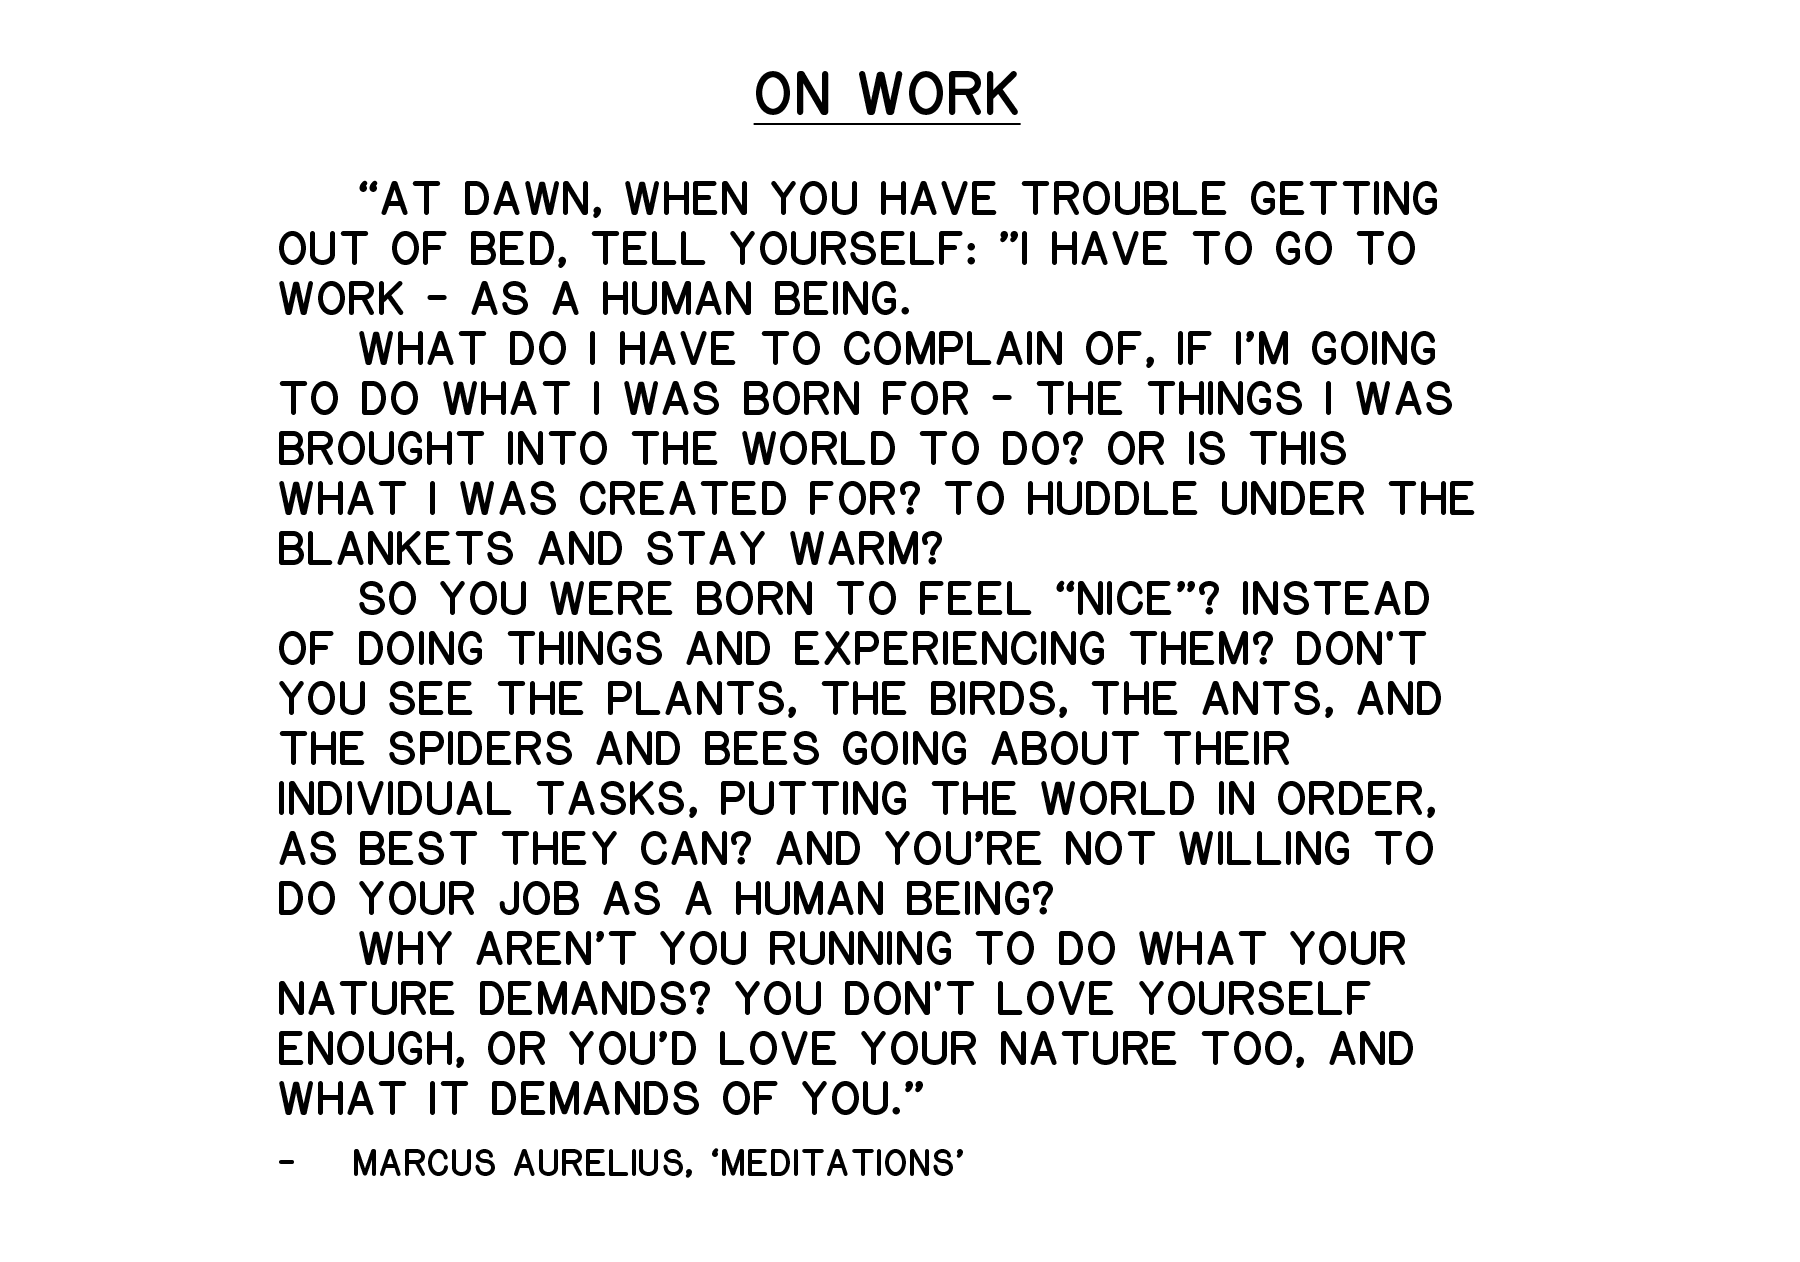 ON WORK
“AT DAWN, WHEN YOU HAVE TROUBLE GETTING
OUT OF BED, TELL YOURSELF: ”I HAVE TO GO TO
WORK – AS A HUMAN BEING.
WHAT DO I HAVE TO COMPLAIN OF, IF I’M GOING
TO DO WHAT I WAS BORN FOR – THE THINGS I WAS
BROUGHT INTO THE WORLD TO DO? OR IS THIS
WHAT I WAS CREATED FOR? TO HUDDLE UNDER THE
BLANKETS AND STAY WARM?
SO YOU WERE BORN TO FEEL “NICE”? INSTEAD
OF DOING THINGS AND EXPERIENCING THEM? DON'T
YOU SEE THE PLANTS, THE BIRDS, THE ANTS, AND
THE SPIDERS AND BEES GOING ABOUT THEIR
INDIVIDUAL TASKS, PUTTING THE WORLD IN ORDER,
AS BEST THEY CAN? AND YOU’RE NOT WILLING TO
DO YOUR JOB AS A HUMAN BEING?
WHY AREN’T YOU RUNNING TO DO WHAT YOUR
NATURE DEMANDS? YOU DON'T LOVE YOURSELF
ENOUGH, OR YOU’D LOVE YOUR NATURE TOO, AND
WHAT IT DEMANDS OF YOU.”
– MARCUS AURELIUS, ‘MEDITATIONS’